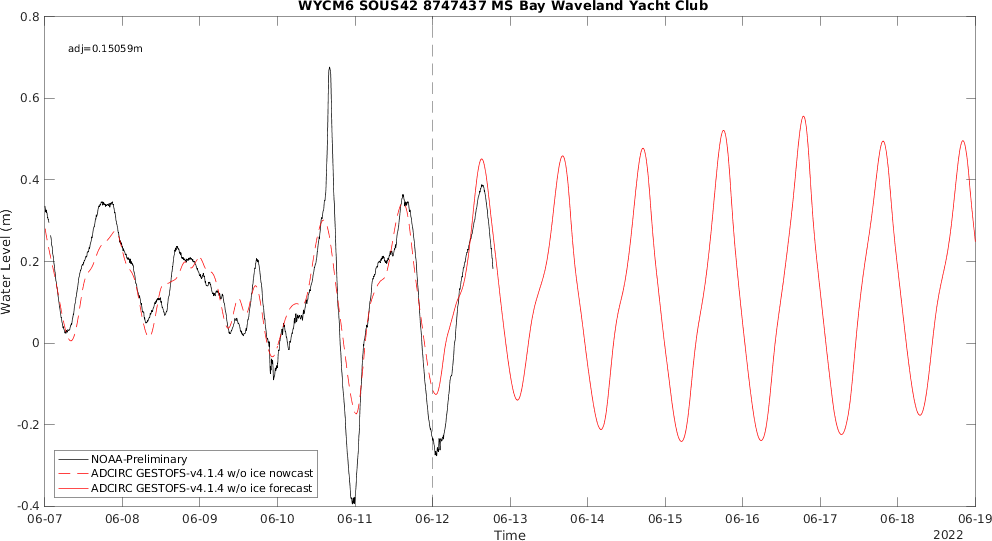 WYCM6 SOUS42 8747437 MS Bay Waveland Yacht Club
adj=0.15059m
0.8
0.6
0.4
0.2
0
-0.2
-0.4
Water Level (m)
NOAA-Preliminary
ADCIRC GESTOFS-v4.1.4 w/o ice nowcast
ADCIRC GESTOFS-v4.1.4 w/o ice forecast
06-07 06-08 06-09 06-10 06-11 06-12 06-13 06-14 06-15 06-16 06-17 06-18 06-19
Time
2022